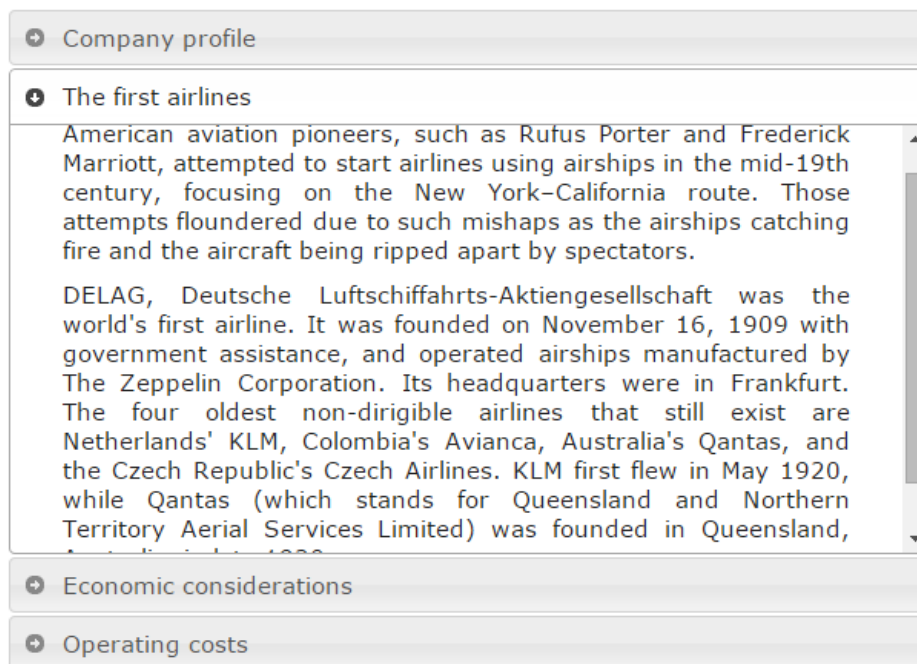 Company profile
The first airlines
American aviation pioneers, such as Rufus Porter and Frederick
Marriott, attempted to start airlines using airships in the mid-19th
century, focusing on the New York–California route. Those
attempts floundered due to such mishaps as the airships catching
fire and the aircraft being ripped apart by spectators.
DELAG, Deutsche Luftschiffahrts-Aktiengesellschaft was the
world's first airline. It was founded on November 16, 1909 with
government assistance, and operated airships manufactured by
The Zeppelin Corporation. Its headquarters were in Frankfurt.
The four oldest non-dirigible airlines that still exist are
Netherlands' KLM, Colombia's Avianca, Australia's Qantas, and
the Czech Republic's Czech Airlines. KLM first flew in May 1920,
while Qantas (which stands for Queensland and Northern
Territory Aerial Services Limited) was founded in Queensland,
Economic considerations
Operating costs